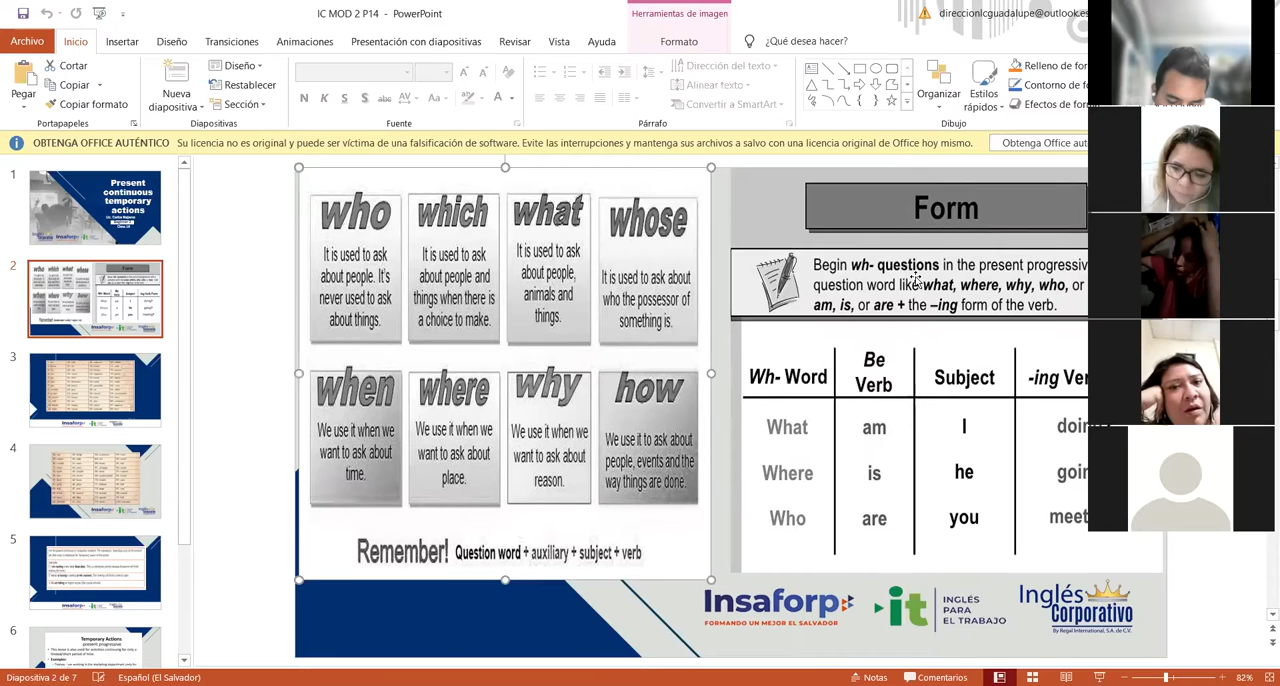 IC MOD 2 P14 - PowerPoint
Herramientas de imagen
direccionlcguadalupe@outlook.es
Archivo
Inicio
Insertar
Diseño
Transiciones
Animaciones
Presentación con diapositivas
Revisar
Vista
Ayuda
Formato
¿Qué desea hacer?
Pegar
Cortar
Copiar
Copiar formato
Portapapeles
Nueva
diapositiva
Diseño
Restablecer
Sección
Diapositivas
N K S S abc AV Aa A
Fuente
Dirección del texto
Alinear texto
Convertir a SmartArt
Párrafo
Organizar
Estilos
rápidos
Relleno de for
Contorno de fo
Efectos de for
Dibujo
OBTENGA OFFICE AUTÉNTICO Su licencia no es original y puede ser víctima de una falsificación de software. Evite las interrupciones y mantenga sus archivos a salvo con una licencia original de Office hoy mismo.
Obtenga Office aut
1
Present
continuous
temporary
actions
2
3
4
5
6
Temporary Actions
present progressive
who
It is used to ask
about people. It's
never used to ask
about things.
which
It is used to ask
about people,
things when there is
a choice to make.
what
It is used to ask
about people,
animals and
things.
whose
It is used to ask about
who the possessor of
something is.
when
We use it when we
want to ask about
time.
where
We use it when we
want to ask about
place.
why
We use it when we
want to ask about
reason.
how
We use it to ask about
people, events and the
way things are done.
Remember! Question word + auxiliary + subject + verb
Form
Begin wh- questions in the present progressiv
question word like what, where, why, who, or
am, is, or are + the –ing form of the verb.
Wh- Word
Be
Verb
Subject
-ing Ver
What am I doing?
Where is he goin
Who are you meet
Insaforp
FORMANDO UN MEJOR EL SALVADOR
it
INGLÉS
PARA
EL TRABAJO
Inglés
Corporativo
By Regal International, S.A. de C.V.
Diapositiva 2 de 7
Español (El Salvador)
Notas
Comentarios
82%